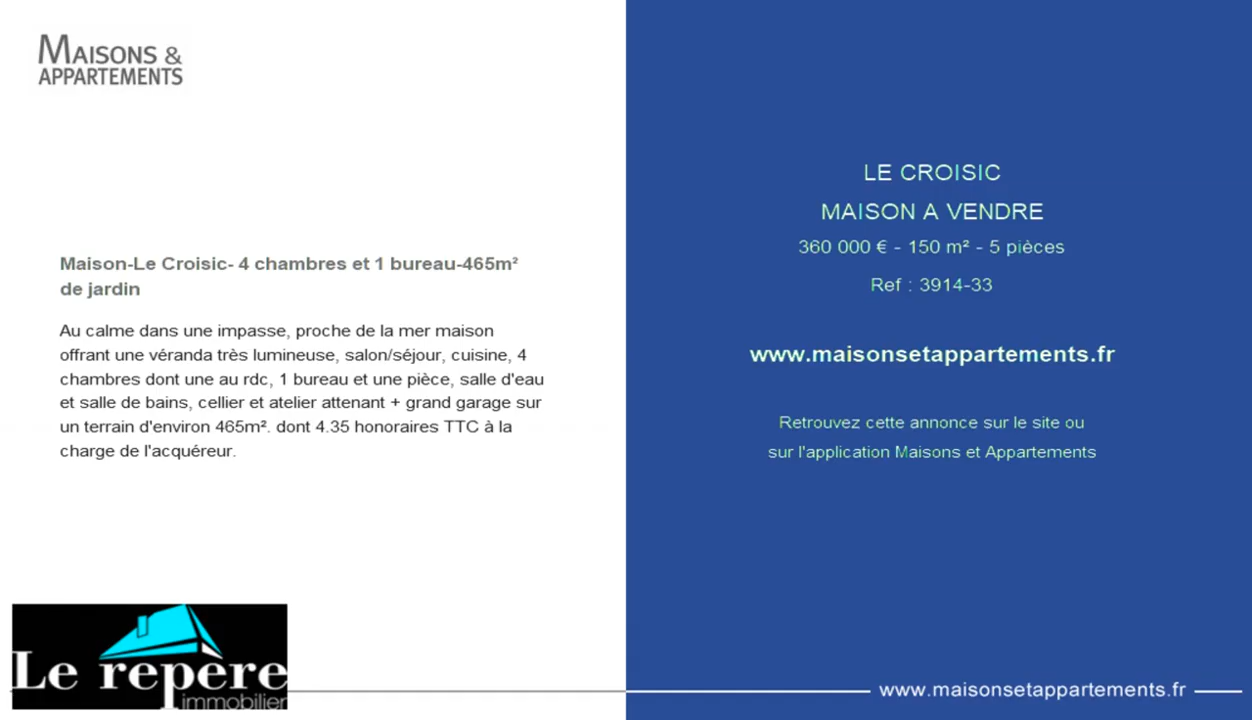 MAISONS &
APPARTEMENTS
Maison-Le Croisic- 4 chambres et 1 bureau-465m²
de jardin
Au calme dans une impasse, proche de la mer maison
offrant une véranda très lumineuse, salon/séjour, cuisine, 4
chambres dont une au rdc, 1 bureau et une pièce, salle d'eau
et salle de bains, cellier et atelier attenant + grand garage sur
un terrain d'environ 465m². dont 4.35 honoraires TTC à la
charge de l'acquéreur.
Le repère
immobilier
LE CROISIC
MAISON A VENDRE
360 000 € - 150 m² - 5 pièces
Ref : 3914-33
www.maisonsetappartements.fr
Retrouvez cette annonce sur le site ou
sur l'application Maisons et Appartements
www.maisonsetappartements.fr